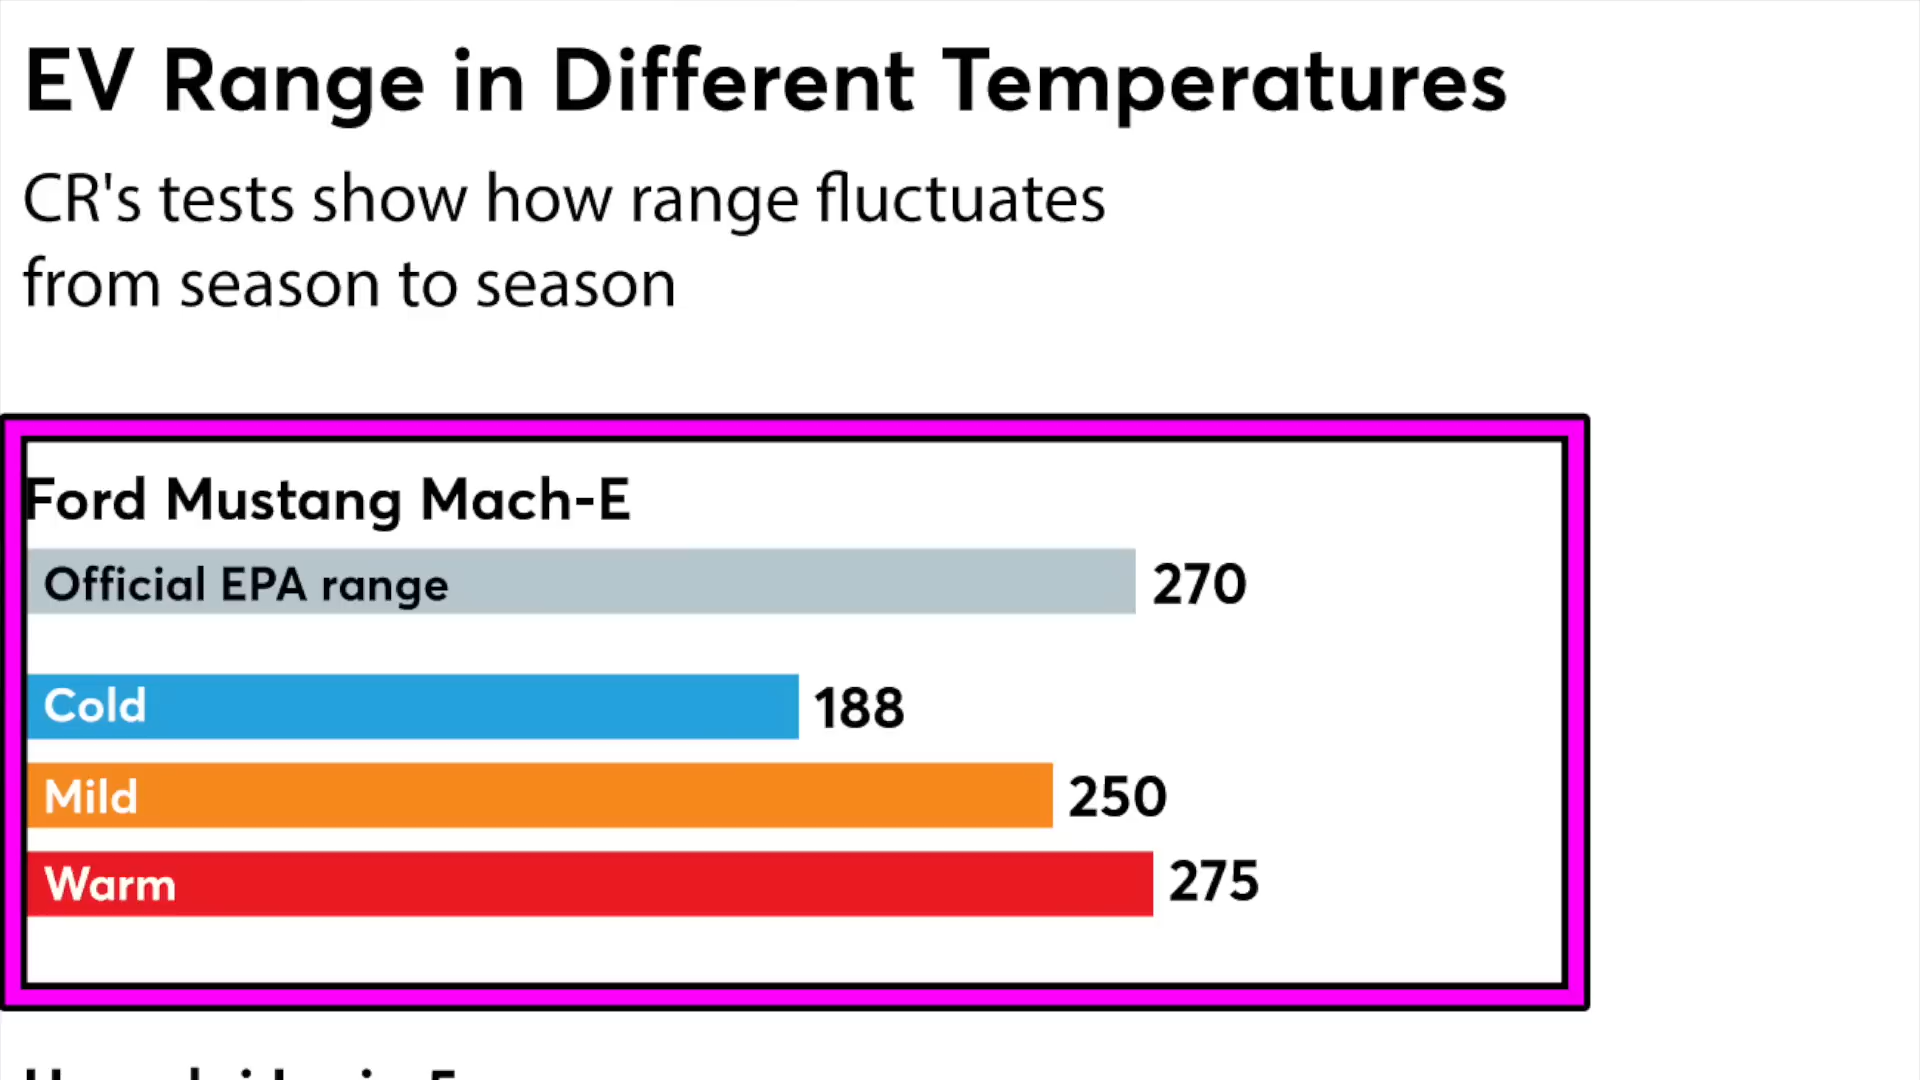 EV Range in Different Temperatures
CR's tests show how range fluctuates
from season to season
Ford Mustang Mach-E
Official EPA range 270
Cold 188
Mild 250
Warm 275